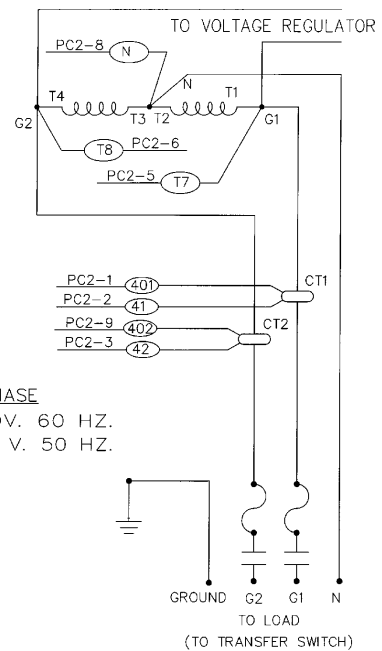 TO VOLTAGE REGULATOR
PC2-8 N
N
T4 T1
T3 T2
G2 G1
T8 PC2-6
PC2-5 T7
PC2-1 401
CT1
PC2-2 41
PC2-9 402
CT2
PC2-3 42
HASE
0V. 60 HZ.
V. 50 HZ.
GROUND G2 G1 N
TO LOAD
(TO TRANSFER SWITCH)